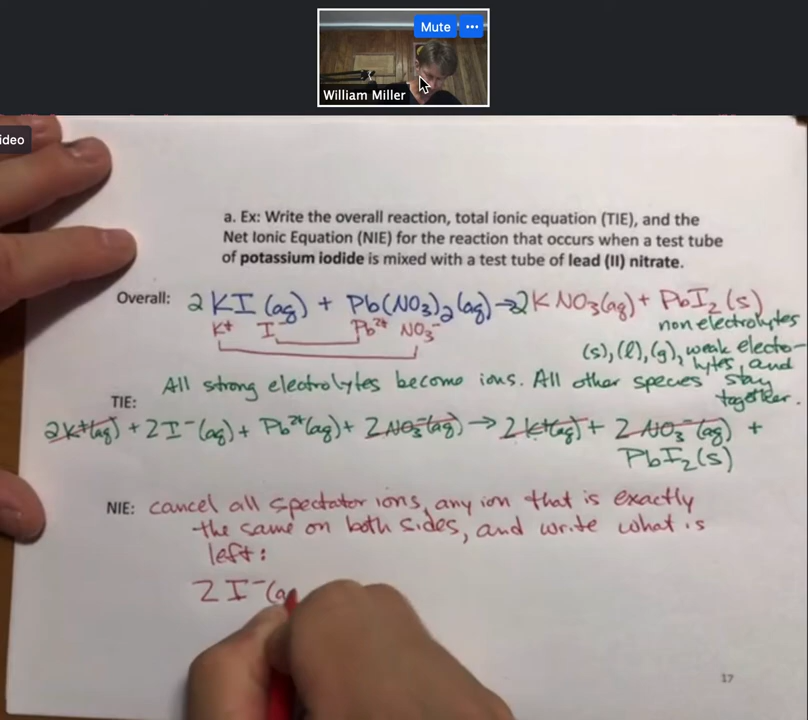 Mute ...
William Miller
ideo
a. Ex: Write the overall reaction, total ionic equation (TIE), and the
Net Ionic Equation (NIE) for the reaction that occurs when a test tube
of potassium iodide is mixed with a test tube of lead (II) nitrate.
Overall: 2KI(aq) + Pb(NO₃)₂(aq) → 2KNO₃(aq) + PbI₂(s)
K⁺ I⁻ Pb²⁺ NO₃⁻
nonelectrolytes
(s), (l), (g), weak electro-
lytes, and
All strong electrolytes become ions. All other species stay
together.
TIE:
2K⁺(aq) + 2I⁻(aq) + Pb²⁺(aq) + 2NO₃⁻(aq) → 2K⁺(aq) + 2NO₃⁻(aq) +
PbI₂(s)
NIE: cancel all spectator ions, any ion that is exactly
the same on both sides, and write what is
left:
2I⁻(a
17